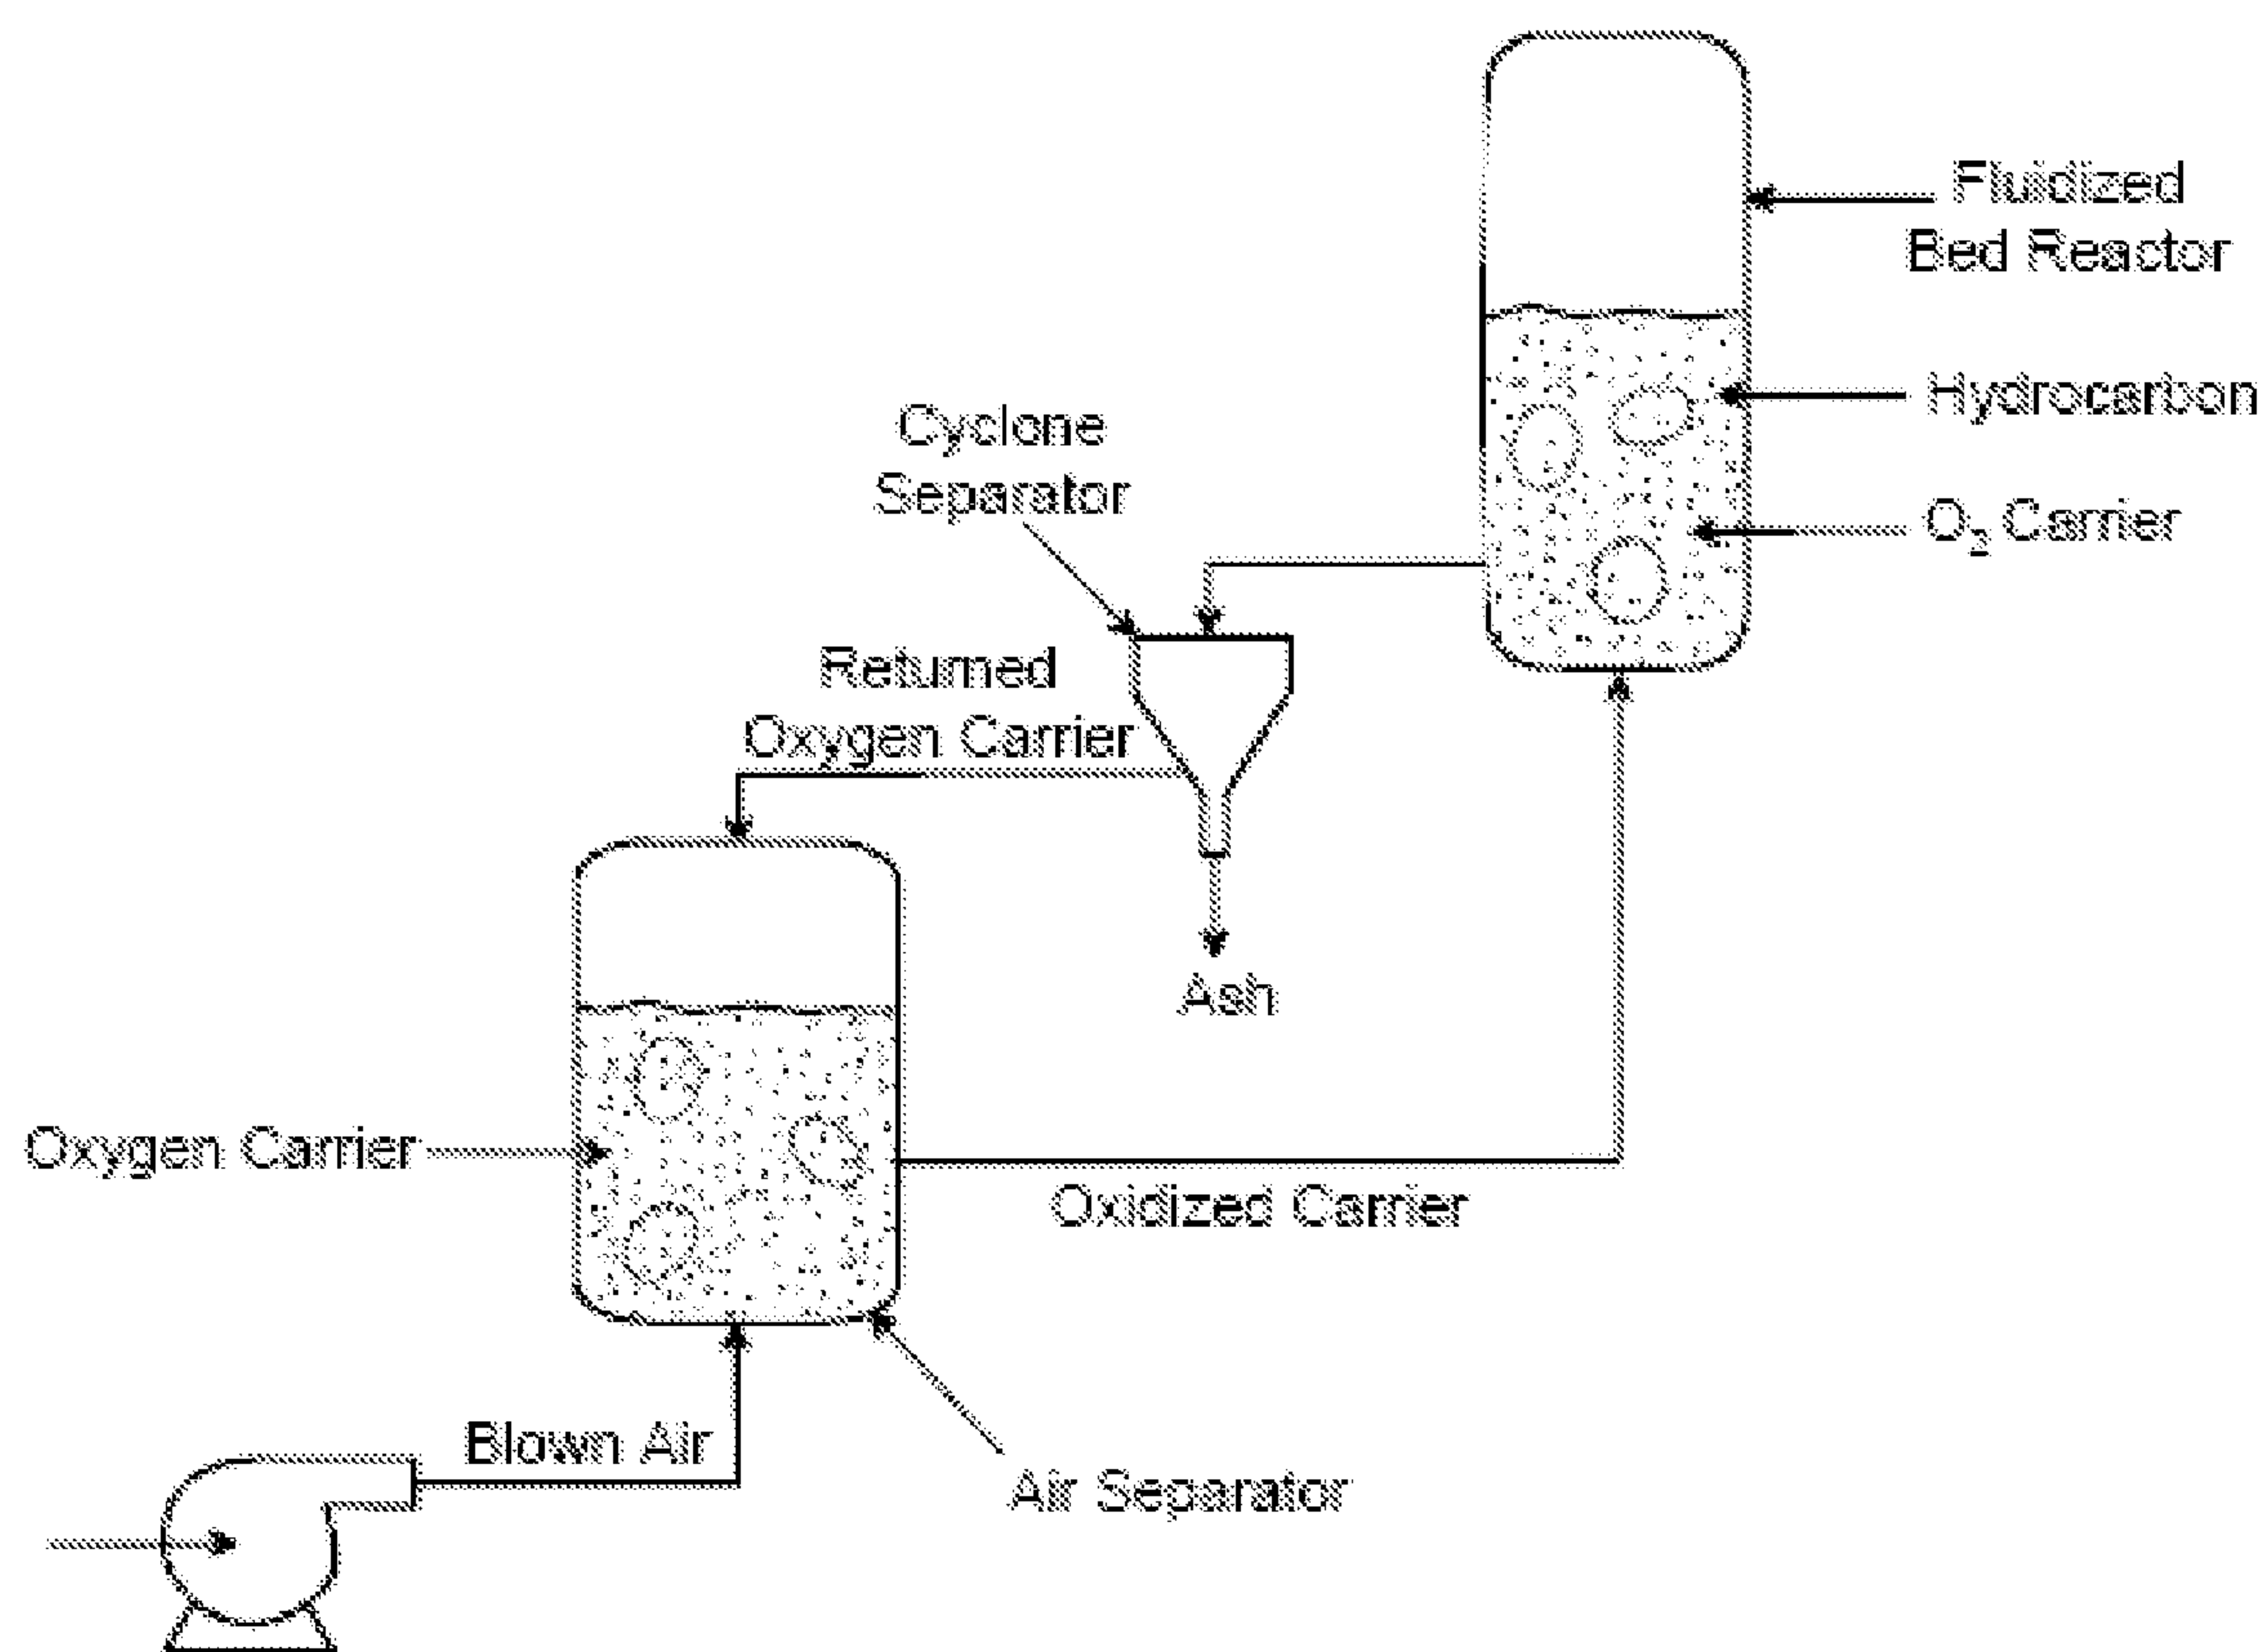 Fluidized
Bed Reactor
Hydrocarbon
Cyclone
Separator
O₂ Carrier
Returned
Oxygen Carrier
Ash
Oxygen Carrier
Oxidized Carrier
Blown Air
Air Separator